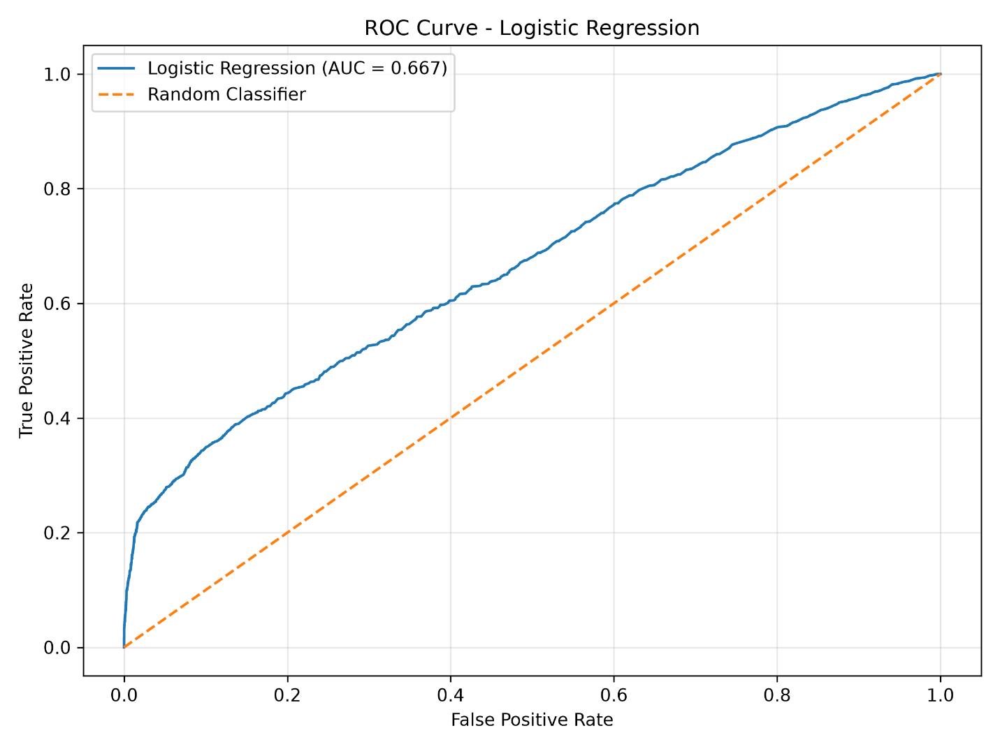 ROC Curve - Logistic Regression
Logistic Regression (AUC = 0.667)
Random Classifier
1.0
0.8
0.6
0.4
0.2
0.0
True Positive Rate
0.0 0.2 0.4 0.6 0.8 1.0
False Positive Rate